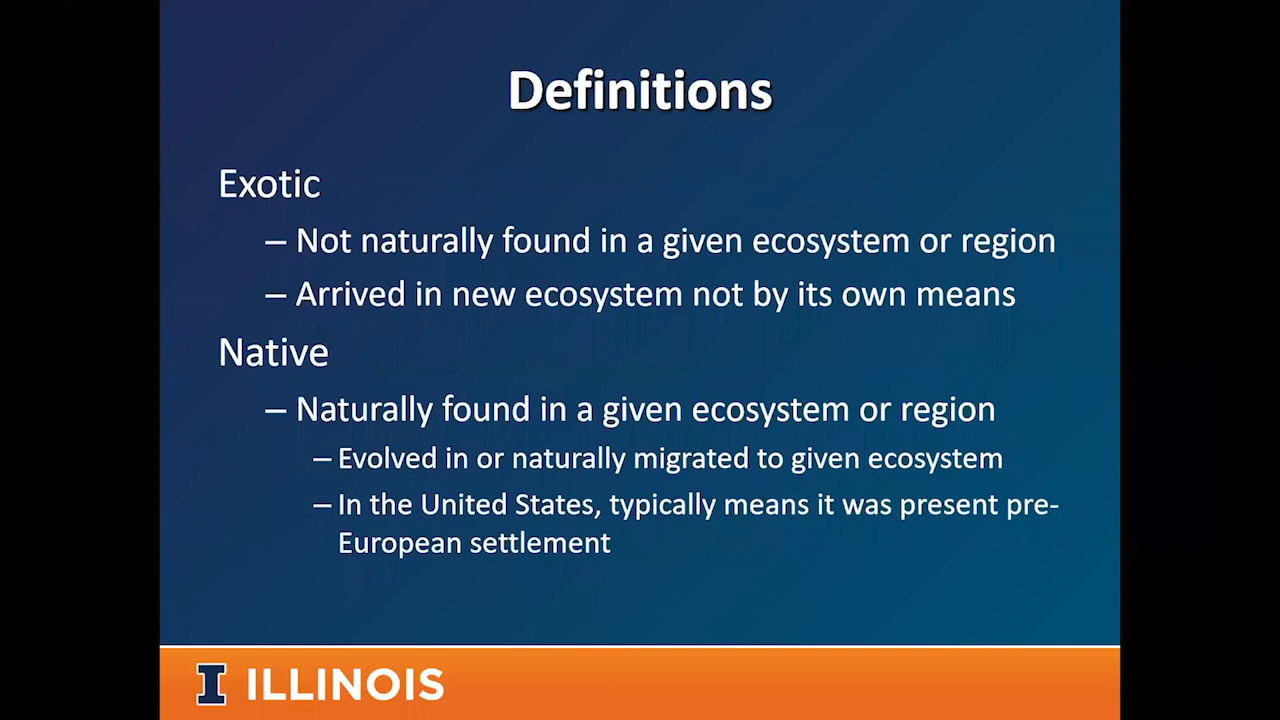 Definitions
Exotic
– Not naturally found in a given ecosystem or region
– Arrived in new ecosystem not by its own means
Native
– Naturally found in a given ecosystem or region
– Evolved in or naturally migrated to given ecosystem
– In the United States, typically means it was present pre-
European settlement
I ILLINOIS